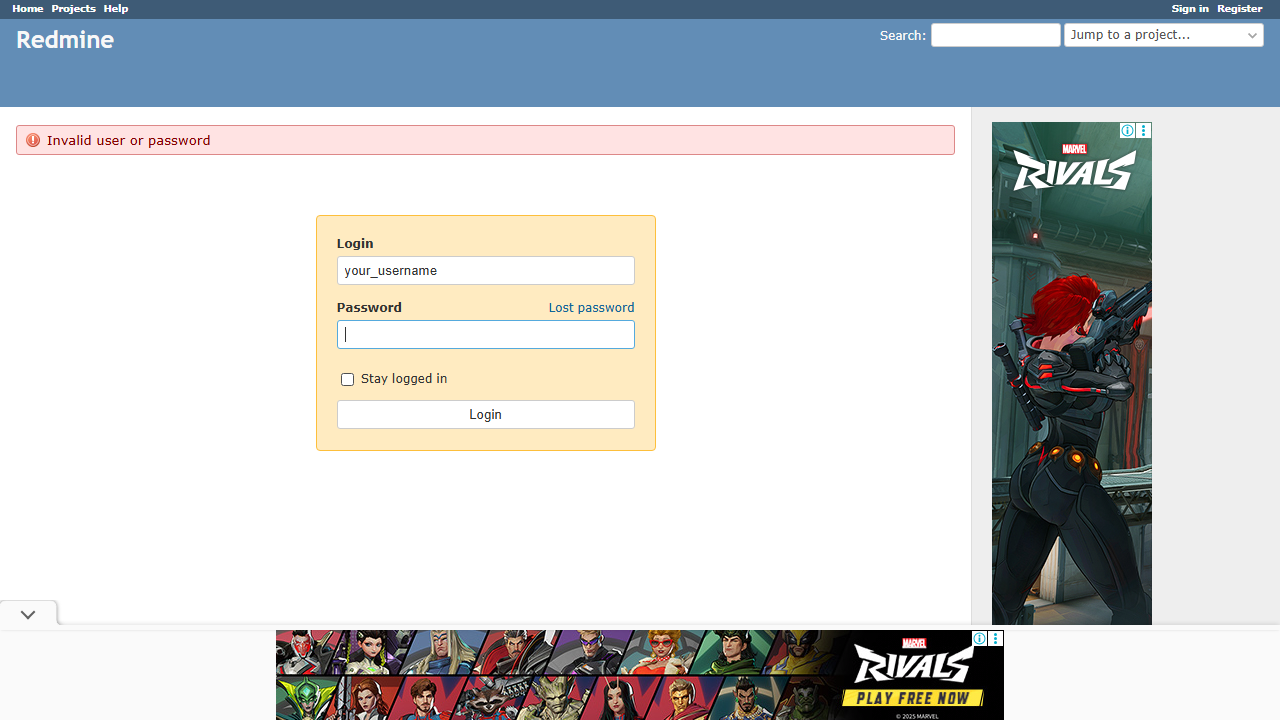 Home Projects Help Sign in Register
Redmine
Search: Jump to a project...
Invalid user or password
MARVEL
RIVALS
Login
your_username
Password Lost password
Stay logged in
Login
MARVEL
RIVALS
PLAY FREE NOW
© 2025 MARVEL